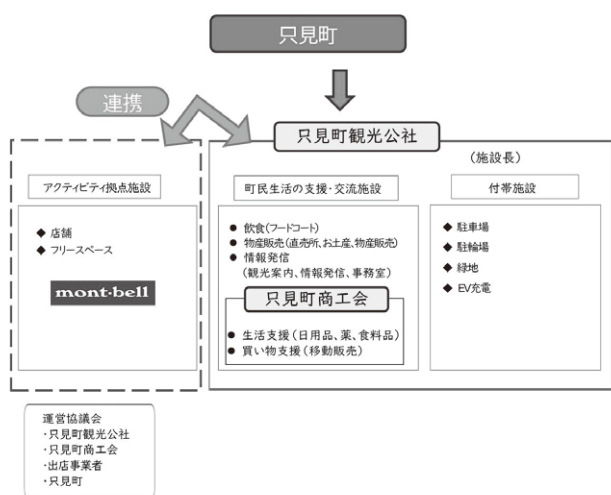 只見町
連携
只見町観光公社
(施設長)
アクティビティ拠点施設
◆ 店舗
◆ フリースペース
mont-bell
町民生活の支援・交流施設
● 飲食(フードコート)
● 物産販売(直売所、お土産、物産販売)
● 情報発信
(観光案内、情報発信、事務室)
只見町商工会
● 生活支援(日用品、薬、食料品)
● 買い物支援(移動販売)
付帯施設
◆ 駐車場
◆ 駐輪場
◆ 緑地
◆ EV充電
運営協議会
・只見町観光公社
・只見町商工会
・出店事業者
・只見町